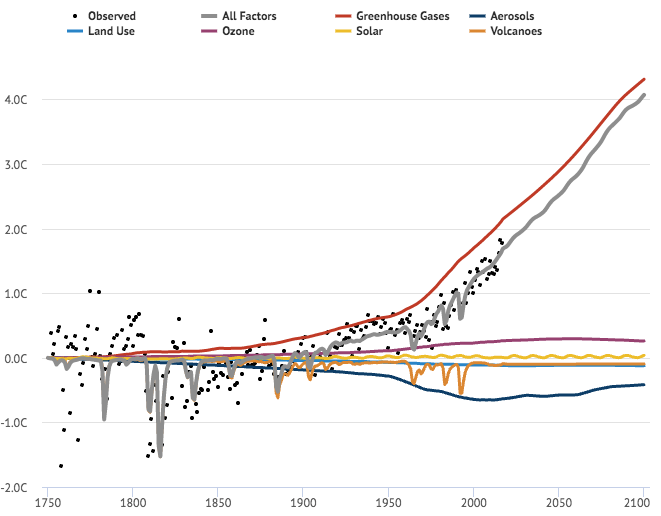 Observed All Factors Greenhouse Gases Aerosols
Land Use Ozone Solar Volcanoes
4.0C
3.0C
2.0C
1.0C
0.0C
-1.0C
-2.0C
1750 1800 1850 1900 1950 2000 2050 2100